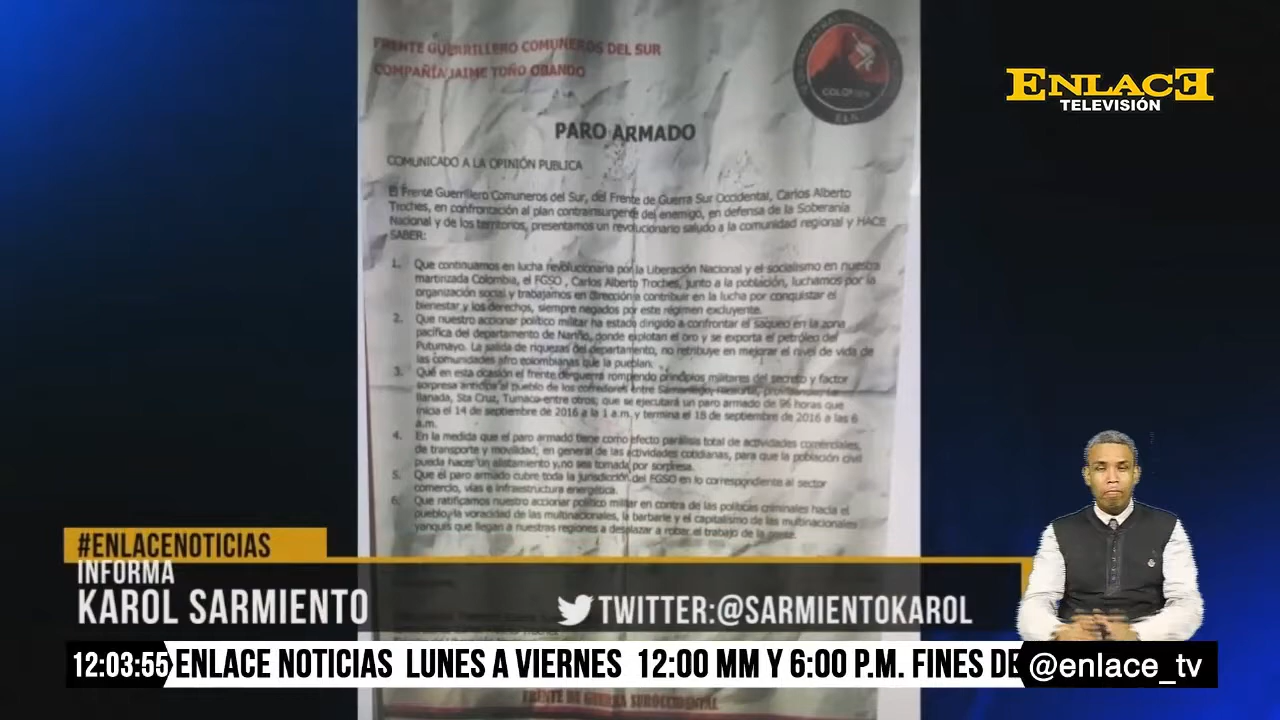 FRENTE GUERRILLERO COMUNEROS DEL SUR
COMPAÑÍA JAIME TOÑO OBANDO
COLOMBIA
ELN
PARO ARMADO
COMUNICADO A LA OPINIÓN PUBLICA
El Frente Guerrillero Comuneros del Sur, del Frente de Guerra Sur Occidental, Carlos Alberto
Troches, en confrontación al plan contrainsurgente del enemigo, en defensa de la Soberanía
Nacional y de los territorios, presentamos un revolucionario saludo a la comunidad regional y HACE
SABER:
1. Que continuamos en lucha revolucionaria por la Liberación Nacional y el socialismo en nuestra
martirizada Colombia, el FGSO , Carlos Alberto Troches, junto a la población, luchamos por la
organización social y trabajamos en dirección a contribuir en la lucha por conquistar el
bienestar y los derechos, siempre negados por este régimen excluyente.
2. Que nuestro accionar político militar ha estado dirigido a confrontar el saqueo en la zona
pacífica del departamento de Nariño, donde explotan el oro y se exporta el petróleo del
Putumayo. La salida de riquezas del departamento, no retribuye en mejorar el nivel de vida de
las comunidades afro colombianas que la pueblan.
3. Qué en esta ocasión el frente de guerra rompiendo principios militares del secreto y factor
sorpresa anticipa al pueblo de los corredores entre Samaniego,
llanada, Sta Cruz, Tumaco entre otros, que se ejecutará un paro armado de 96 horas que
inicia el 14 de septiembre de 2016 a la 1 a.m. y termina el 18 de septiembre de 2016 a las 6
a.m.
4. En la medida que el paro armado tiene como efecto parálisis total de actividades comerciales,
de transporte y movilidad; en general de las actividades cotidianas, para que la población civil
pueda hacer un alistamiento y no sea tomada por sorpresa.
5. Que el paro armado cubre toda la jurisdicción del FGSO en lo correspondiente al sector
comercio, vías e infraestructura energética.
6. Que ratificamos nuestro accionar político militar en contra de las políticas criminales hacia el
pueblo, la voracidad de las multinacionales, la barbarie y el capitalismo de las multinacionales
yanquis que llegan a nuestras regiones a desplazar a robar el trabajo de la gente.
FRENTE DE GUERRA SUROCCIDENTAL
ENLACE
TELEVISIÓN
#ENLACENOTICIAS
INFORMA
KAROL SARMIENTO
TWITTER:@SARMIENTOKAROL
12:03:55 ENLACE NOTICIAS LUNES A VIERNES 12:00 MM Y 6:00 P.M. FINES DE
@enlace_tv